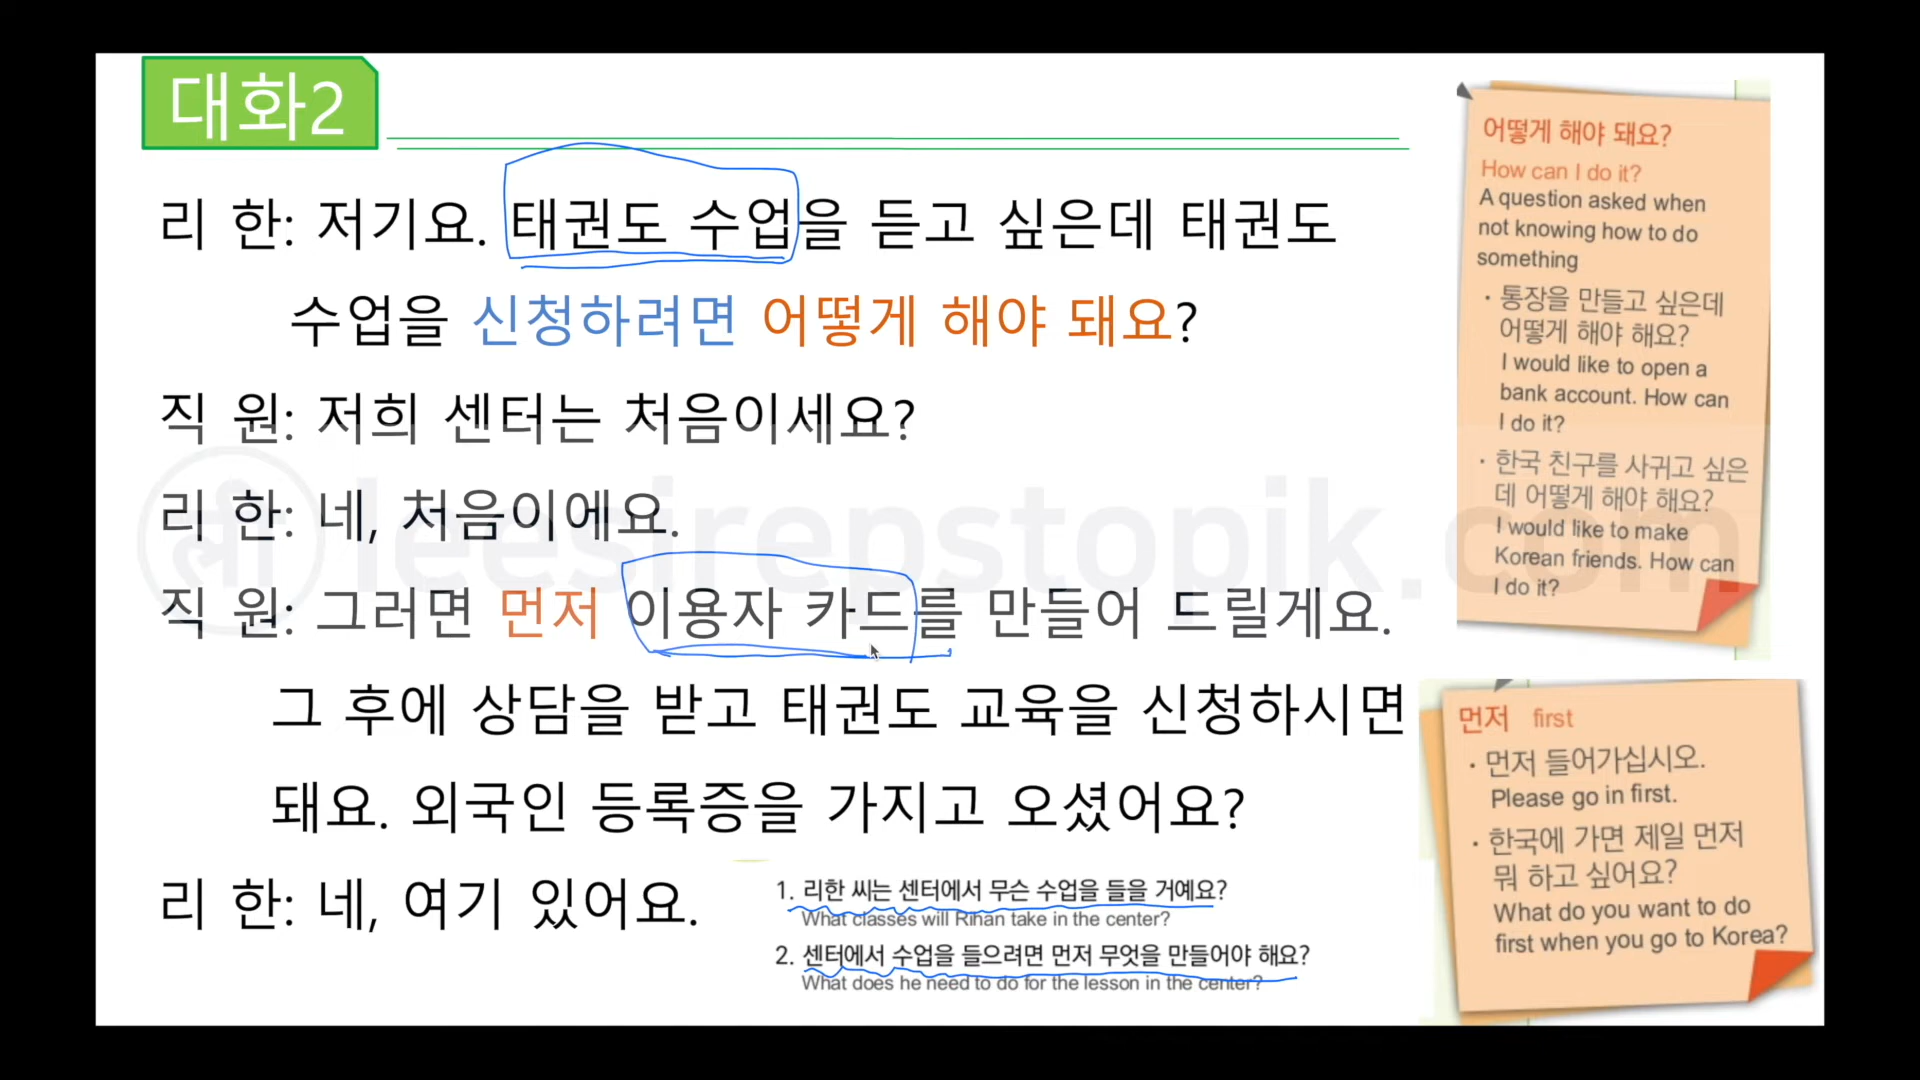 대화2
리 한: 저기요. 태권도 수업을 듣고 싶은데 태권도
수업을 신청하려면 어떻게 해야 돼요?
직 원: 저희 센터는 처음이세요?
리 한: 네, 처음이에요.
직 원: 그러면 먼저 이용자 카드를 만들어 드릴게요.
그 후에 상담을 받고 태권도 교육을 신청하시면
돼요. 외국인 등록증을 가지고 오셨어요?
리 한: 네, 여기 있어요.
1. 리한 씨는 센터에서 무슨 수업을 들을 거예요?
What classes will Rihan take in the center?
2. 센터에서 수업을 들으려면 먼저 무엇을 만들어야 해요?
What does he need to do for the lesson in the center?
어떻게 해야 돼요?
How can I do it?
A question asked when
not knowing how to do
something
· 통장을 만들고 싶은데
어떻게 해야 해요?
I would like to open a
bank account. How can
I do it?
· 한국 친구를 사귀고 싶은
데 어떻게 해야 해요?
I would like to make
Korean friends. How can
I do it?
먼저 first
· 먼저 들어가십시오.
Please go in first.
· 한국에 가면 제일 먼저
뭐 하고 싶어요?
What do you want to do
first when you go to Korea?
ली leesirepstopik.com